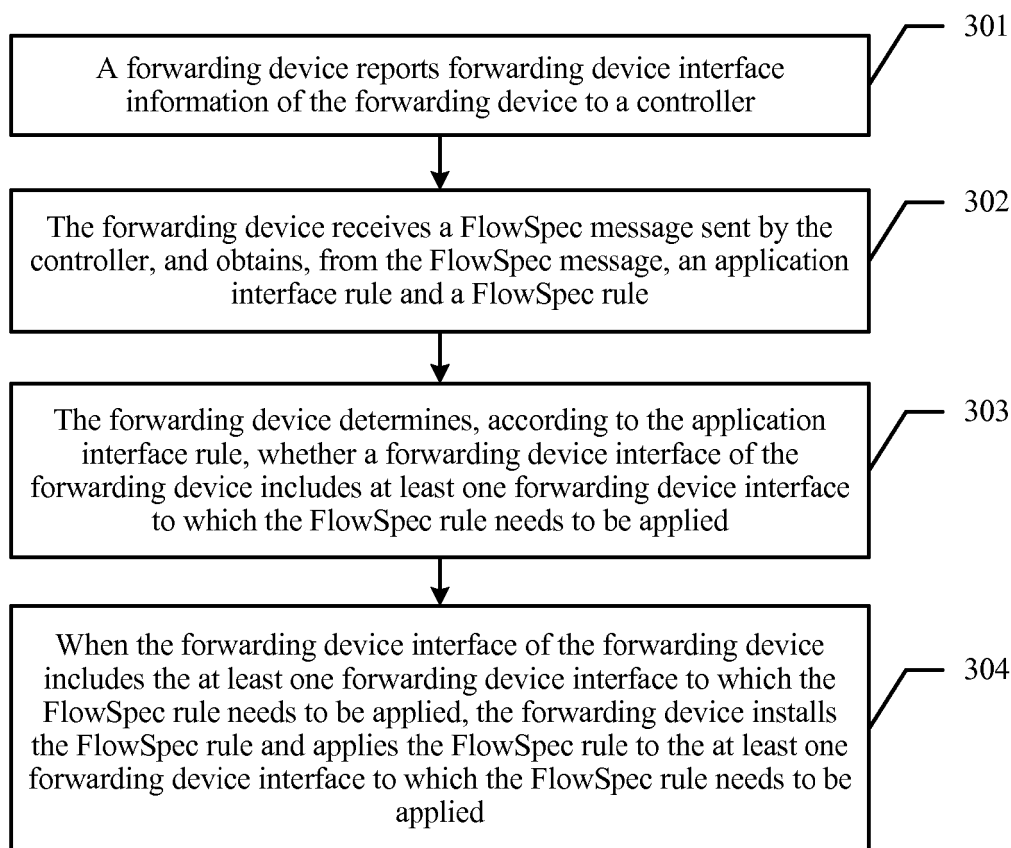 301
A forwarding device reports forwarding device interface
information of the forwarding device to a controller
302
The forwarding device receives a FlowSpec message sent by the
controller, and obtains, from the FlowSpec message, an application
interface rule and a FlowSpec rule
303
The forwarding device determines, according to the application
interface rule, whether a forwarding device interface of the
forwarding device includes at least one forwarding device interface
to which the FlowSpec rule needs to be applied
304
When the forwarding device interface of the forwarding device
includes the at least one forwarding device interface to which the
FlowSpec rule needs to be applied, the forwarding device installs
the FlowSpec rule and applies the FlowSpec rule to the at least one
forwarding device interface to which the FlowSpec rule needs to be
applied